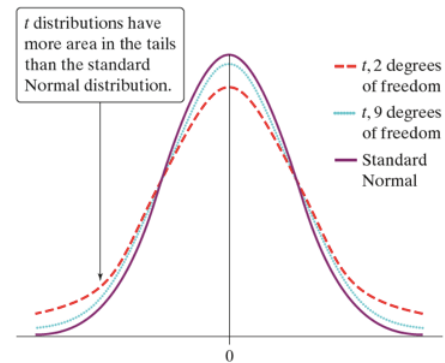 t distributions have
more area in the tails
than the standard
Normal distribution.
t, 2 degrees
of freedom
t, 9 degrees
of freedom
Standard
Normal
0